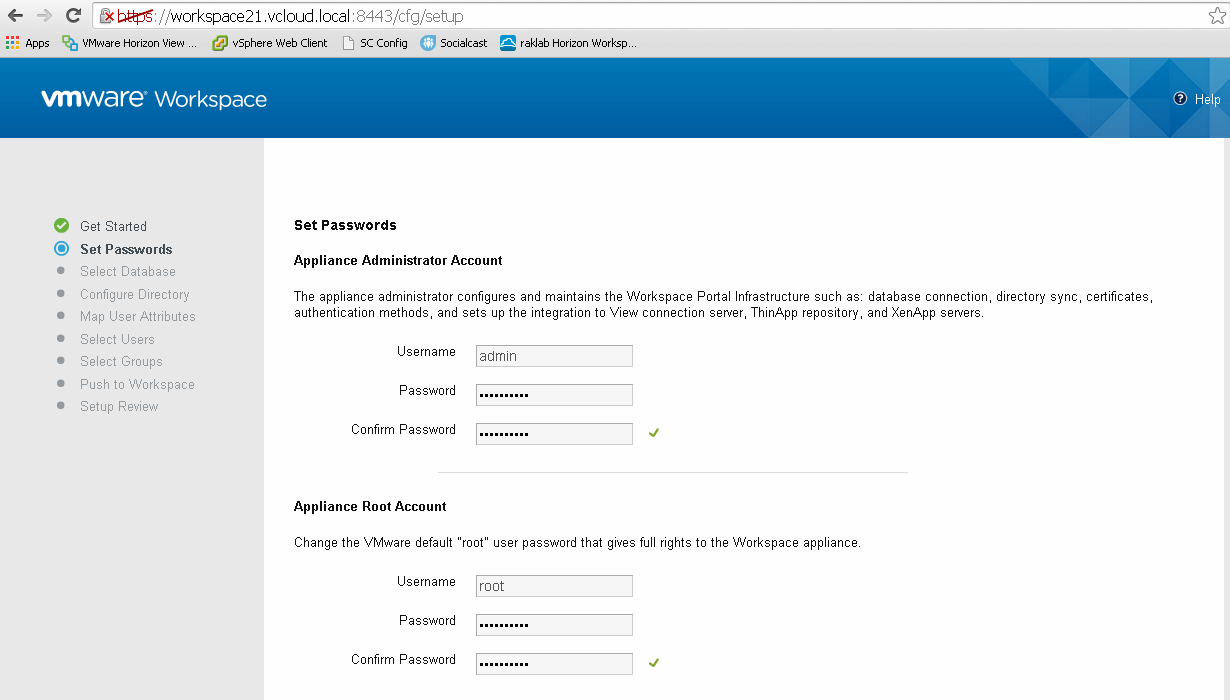 https://workspace21.vcloud.local:8443/cfg/setup
Apps VMware Horizon View ... vSphere Web Client SC Config Socialcast raklab Horizon Worksp...
vmware® Workspace
? Help
Get Started
Set Passwords
Select Database
Configure Directory
Map User Attributes
Select Users
Select Groups
Push to Workspace
Setup Review
Set Passwords
Appliance Administrator Account
The appliance administrator configures and maintains the Workspace Portal Infrastructure such as: database connection, directory sync, certificates,
authentication methods, and sets up the integration to View connection server, ThinApp repository, and XenApp servers.
Username admin
Password ••••••••••
Confirm Password ••••••••••
Appliance Root Account
Change the VMware default "root" user password that gives full rights to the Workspace appliance.
Username root
Password ••••••••••
Confirm Password ••••••••••